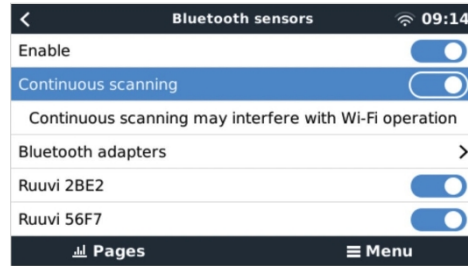 Bluetooth sensors 09:14
Enable
Continuous scanning
Continuous scanning may interfere with Wi-Fi operation
Bluetooth adapters
Ruuvi 2BE2
Ruuvi 56F7
Pages Menu